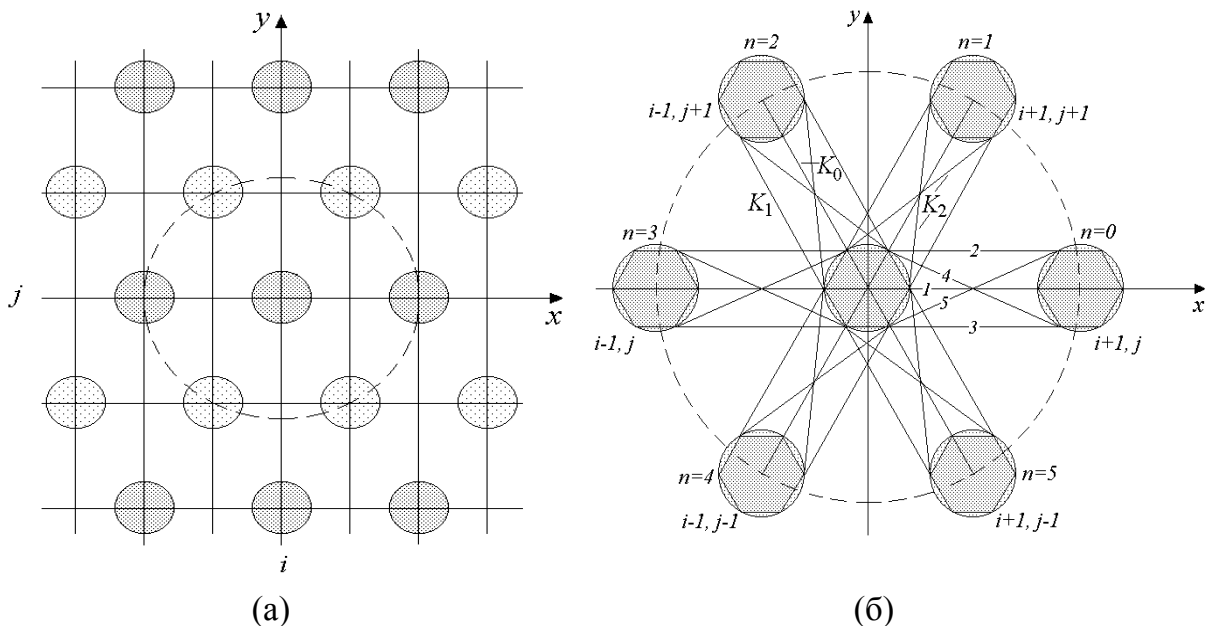 y
j
x
i
(а)
y
n=2
n=1
i-1, j+1
i+1, j+1
K0
K1
K2
n=3
n=0
2
4
1
5
3
x
i-1, j
i+1, j
n=4
n=5
i-1, j-1
i+1, j-1
(б)